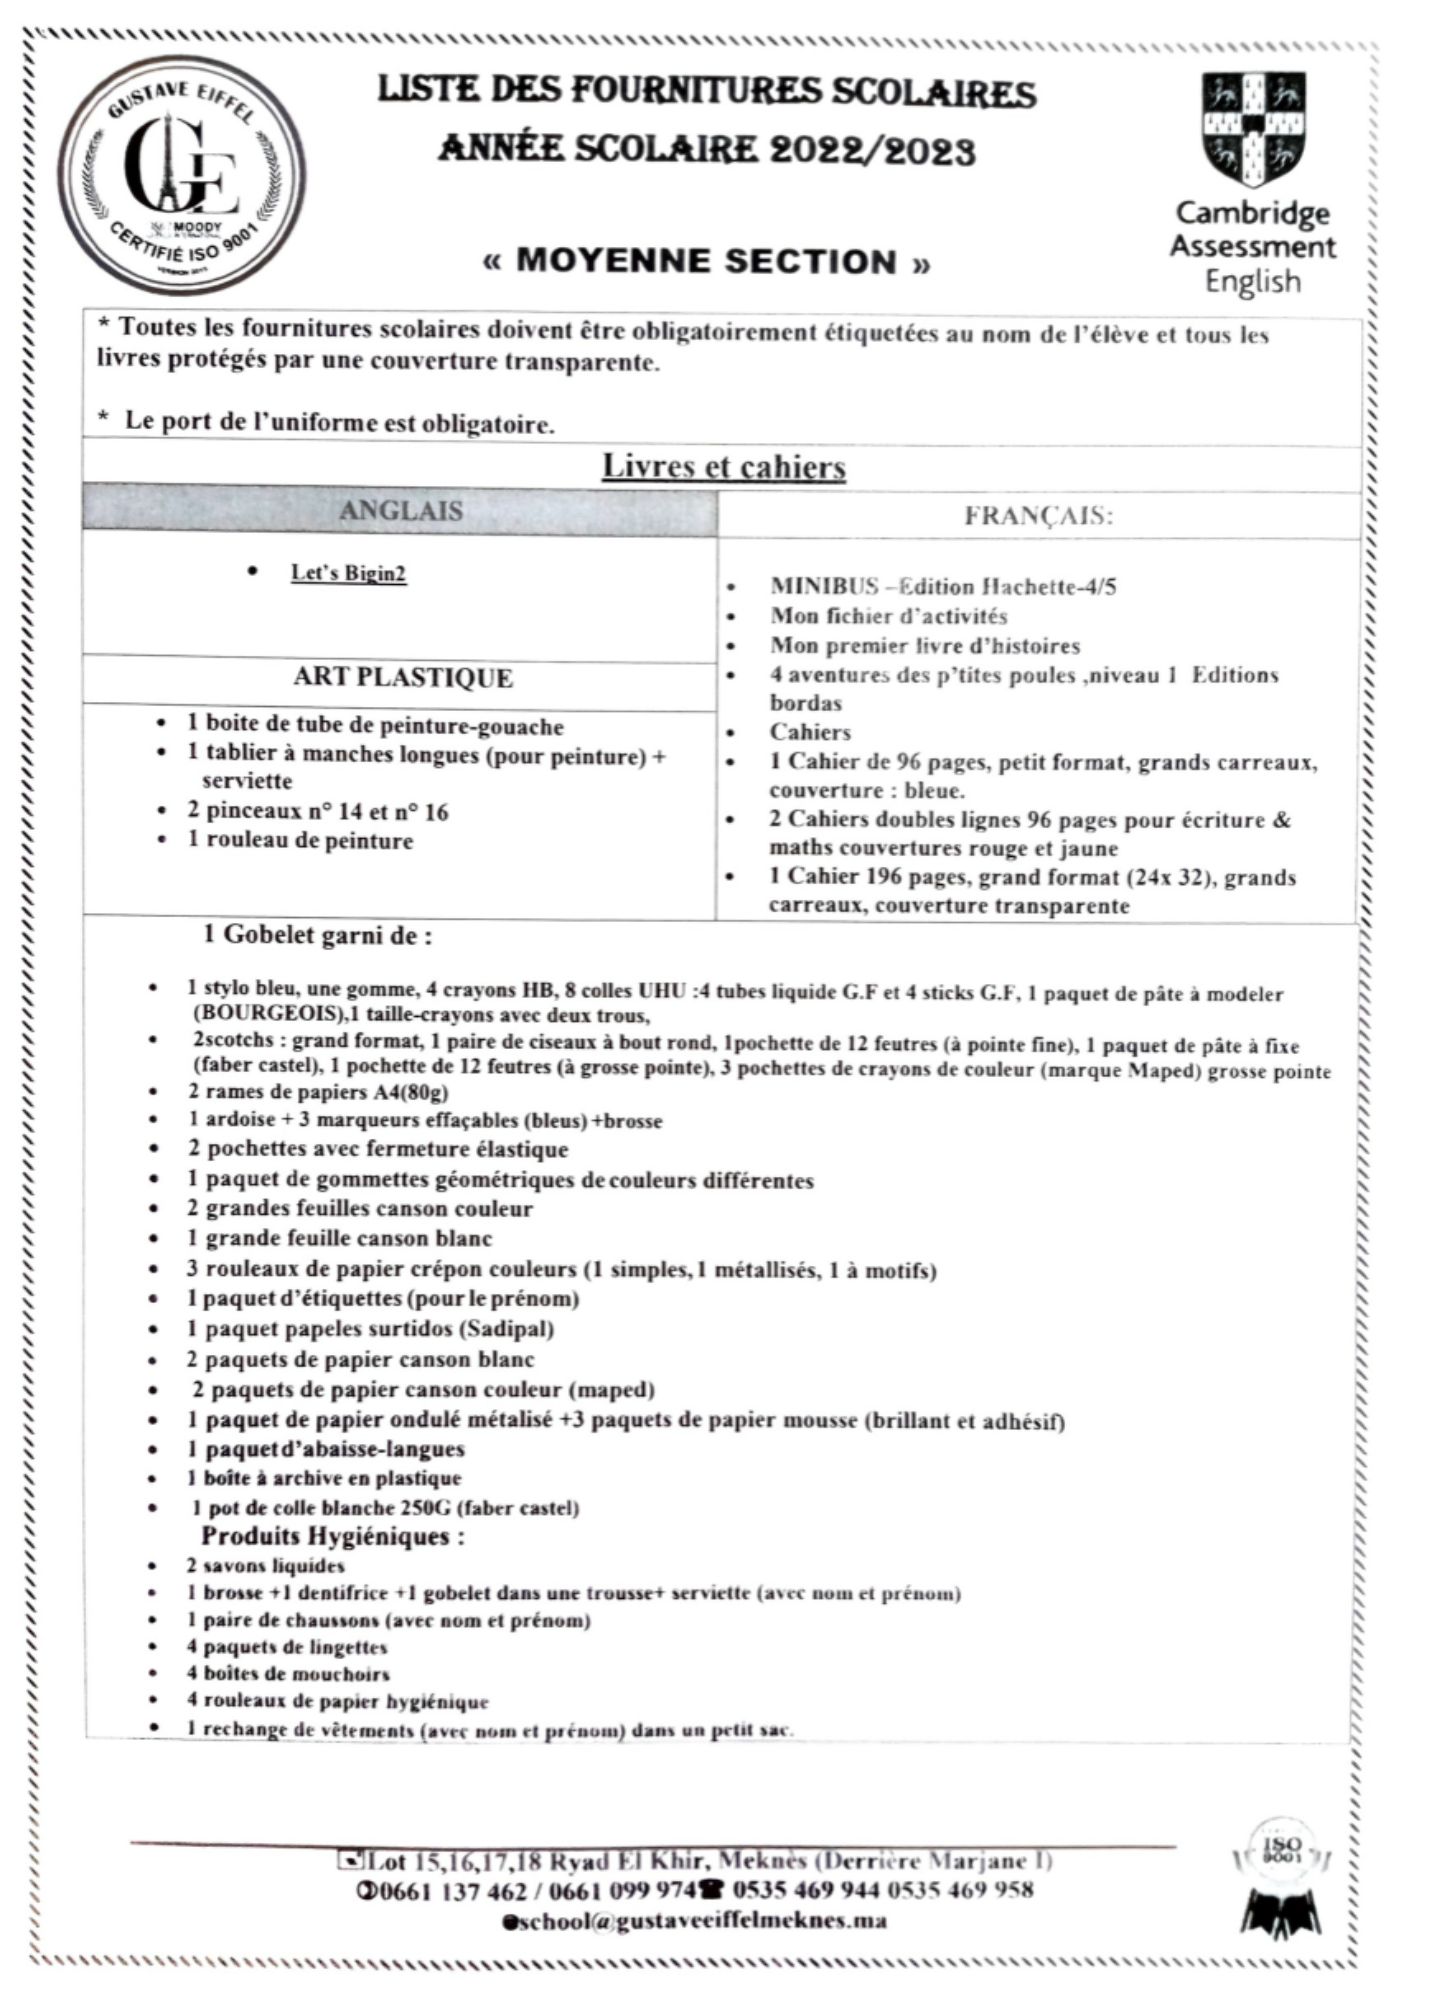 GUSTAVE EIFFEL
GE
MOODY
CERTIFIÉ ISO 9001
LISTE DES FOURNITURES SCOLAIRES
ANNÉE SCOLAIRE 2022/2023
« MOYENNE SECTION »
Cambridge
Assessment
English
* Toutes les fournitures scolaires doivent être obligatoirement étiquetées au nom de l'élève et tous les
livres protégés par une couverture transparente.
* Le port de l'uniforme est obligatoire.
Livres et cahiers
ANGLAIS
• Let's Bigin2
ART PLASTIQUE
• 1 boite de tube de peinture-gouache
• 1 tablier à manches longues (pour peinture) +
serviette
• 2 pinceaux n° 14 et n° 16
• 1 rouleau de peinture
FRANÇAIS:
• MINIBUS –Edition Hachette-4/5
• Mon fichier d'activités
• Mon premier livre d'histoires
• 4 aventures des p'tites poules ,niveau 1 Editions
bordas
• Cahiers
• 1 Cahier de 96 pages, petit format, grands carreaux,
couverture : bleue.
• 2 Cahiers doubles lignes 96 pages pour écriture &
maths couvertures rouge et jaune
• 1 Cahier 196 pages, grand format (24x 32), grands
carreaux, couverture transparente
1 Gobelet garni de :
• 1 stylo bleu, une gomme, 4 crayons HB, 8 colles UHU :4 tubes liquide G.F et 4 sticks G.F, 1 paquet de pâte à modeler
(BOURGEOIS),1 taille-crayons avec deux trous,
• 2scotchs : grand format, 1 paire de ciseaux à bout rond, 1pochette de 12 feutres (à pointe fine), 1 paquet de pâte à fixe
(faber castel), 1 pochette de 12 feutres (à grosse pointe), 3 pochettes de crayons de couleur (marque Maped) grosse pointe
• 2 rames de papiers A4(80g)
• 1 ardoise + 3 marqueurs effaçables (bleus) +brosse
• 2 pochettes avec fermeture élastique
• 1 paquet de gommettes géométriques de couleurs différentes
• 2 grandes feuilles canson couleur
• 1 grande feuille canson blanc
• 3 rouleaux de papier crépon couleurs (1 simples, 1 métallisés, 1 à motifs)
• 1 paquet d'étiquettes (pour le prénom)
• 1 paquet papeles surtidos (Sadipal)
• 2 paquets de papier canson blanc
• 2 paquets de papier canson couleur (maped)
• 1 paquet de papier ondulé métalisé +3 paquets de papier mousse (brillant et adhésif)
• 1 paquet d'abaisse-langues
• 1 boîte à archive en plastique
• 1 pot de colle blanche 250G (faber castel)
Produits Hygiéniques :
• 2 savons liquides
• 1 brosse +1 dentifrice +1 gobelet dans une trousse+ serviette (avec nom et prénom)
• 1 paire de chaussons (avec nom et prénom)
• 4 paquets de lingettes
• 4 boîtes de mouchoirs
• 4 rouleaux de papier hygiénique
• 1 rechange de vêtements (avec nom et prénom) dans un petit sac.
Lot 15,16,17,18 Ryad El Khir, Meknès (Derrière Marjane I)
0661 137 462 / 0661 099 974☎ 0535 469 944 0535 469 958
school@gustaveeiffelmeknes.ma
ISO
9001